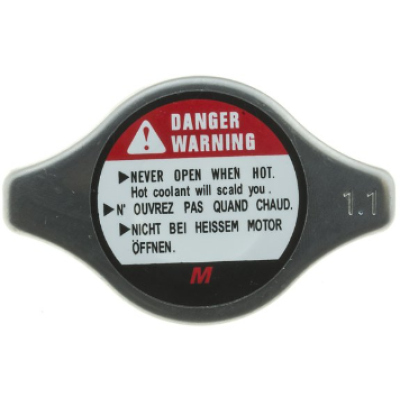 DANGER
WARNING
▶NEVER OPEN WHEN HOT.
Hot coolant will scald you .
▶N' OUVREZ PAS QUAND CHAUD.
▶NICHT BEI HEISSEM MOTOR
ÖFFNEN.
1.1
M